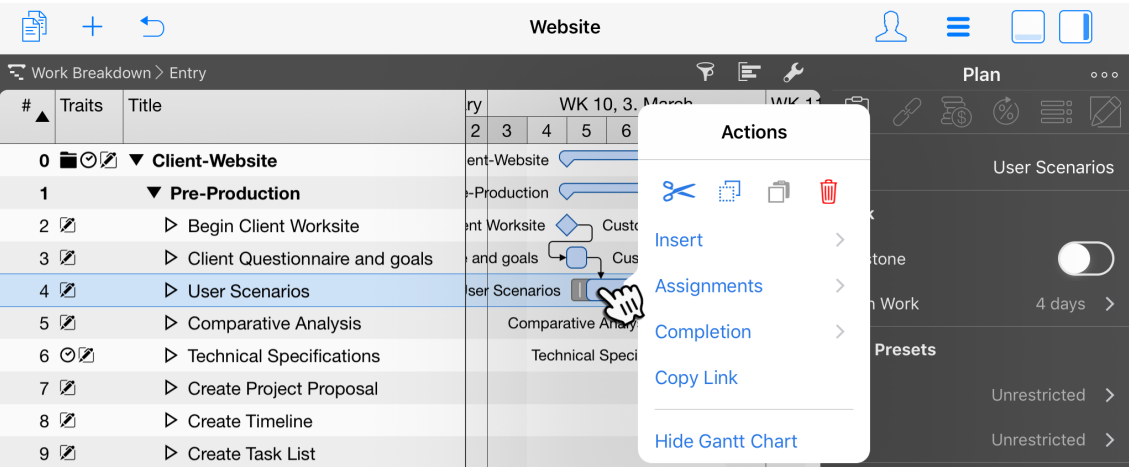 Website
Work Breakdown > Entry
Plan
# Traits Title
ry WK 10, 3. March WK 11
2 3 4 5 6
Actions
0 Client-Website
ent-Website
User Scenarios
1 Pre-Production
e-Production
2 Begin Client Worksite
ent Worksite
Custo
Insert
k
3 Client Questionnaire and goals
and goals
Cus
stone
4 User Scenarios
User Scenarios
Assignments
5 Comparative Analysis
Comparative Analys
Completion
n Work 4 days
6 Technical Specifications
Technical Speci
Presets
7 Create Project Proposal
Copy Link
Unrestricted
8 Create Timeline
9 Create Task List
Hide Gantt Chart
Unrestricted